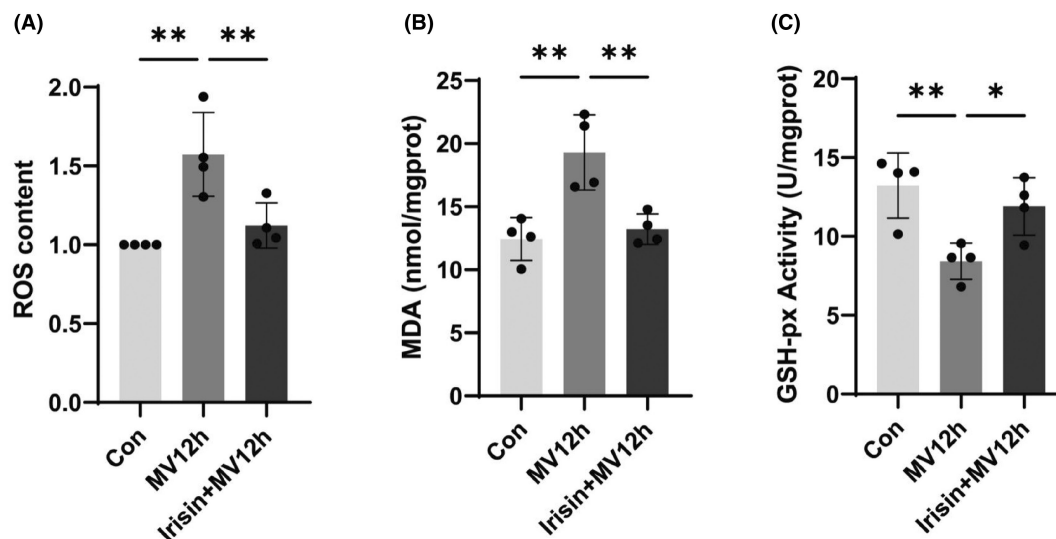 (A)
** **
ROS content
2.0
1.5
1.0
0.5
0.0
Con
MV12h
Irisin+MV12h
(B)
** **
MDA (nmol/mgprot)
25
20
15
10
5
0
Con
MV12h
Irisin+MV12h
(C)
** *
GSH-px Activity (U/mgprot)
20
15
10
5
0
Con
MV12h
Irisin+MV12h